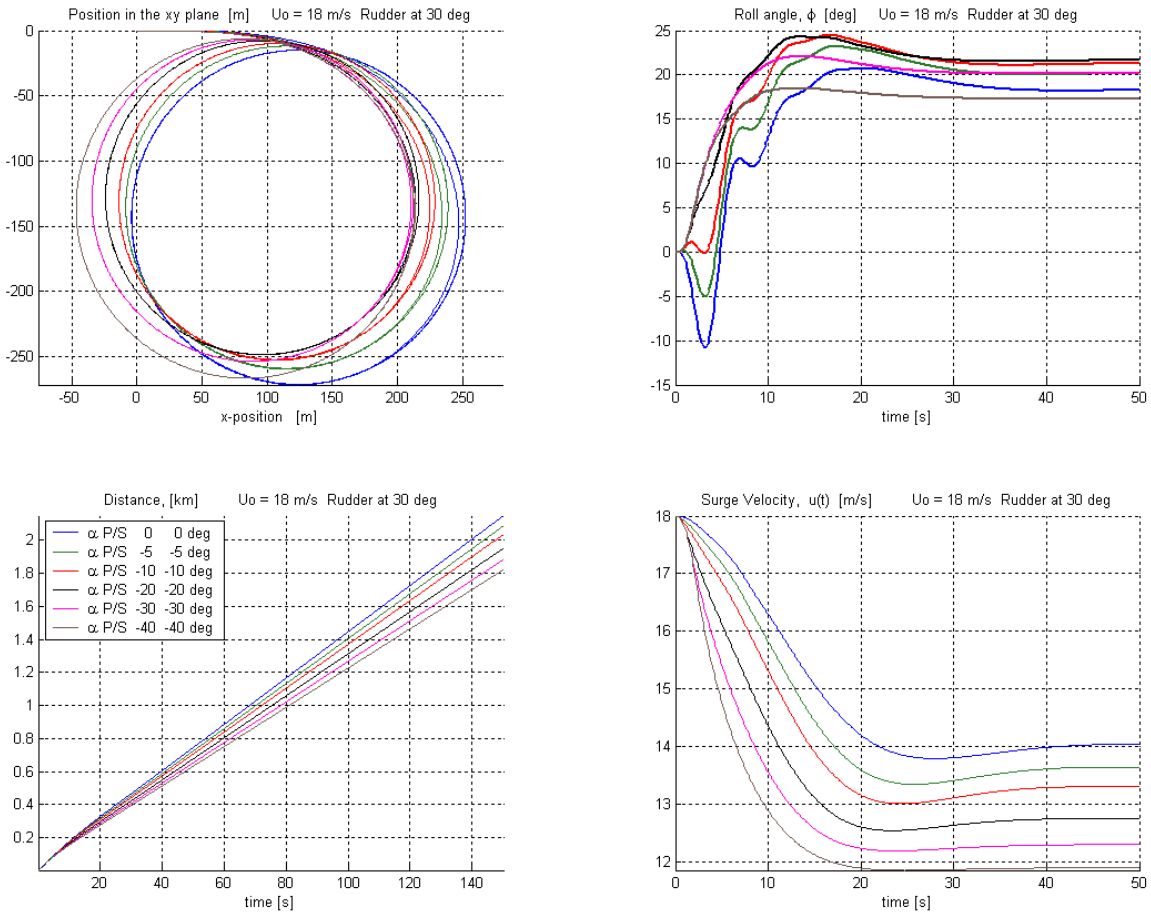 Position in the xy plane [m] Uo = 18 m/s Rudder at 30 deg
0
-50
-100
-150
-200
-250
-50 0 50 100 150 200 250
x-position [m]
Roll angle, ϕ [deg] Uo = 18 m/s Rudder at 30 deg
25
20
15
10
5
0
-5
-10
-15
0 10 20 30 40 50
time [s]
Distance, [km] Uo = 18 m/s Rudder at 30 deg
α P/S 0 0 deg
α P/S -5 -5 deg
α P/S -10 -10 deg
α P/S -20 -20 deg
α P/S -30 -30 deg
α P/S -40 -40 deg
2
1.8
1.6
1.4
1.2
1
0.8
0.6
0.4
0.2
20 40 60 80 100 120 140
time [s]
Surge Velocity, u(t) [m/s] Uo = 18 m/s Rudder at 30 deg
18
17
16
15
14
13
12
0 10 20 30 40 50
time [s]